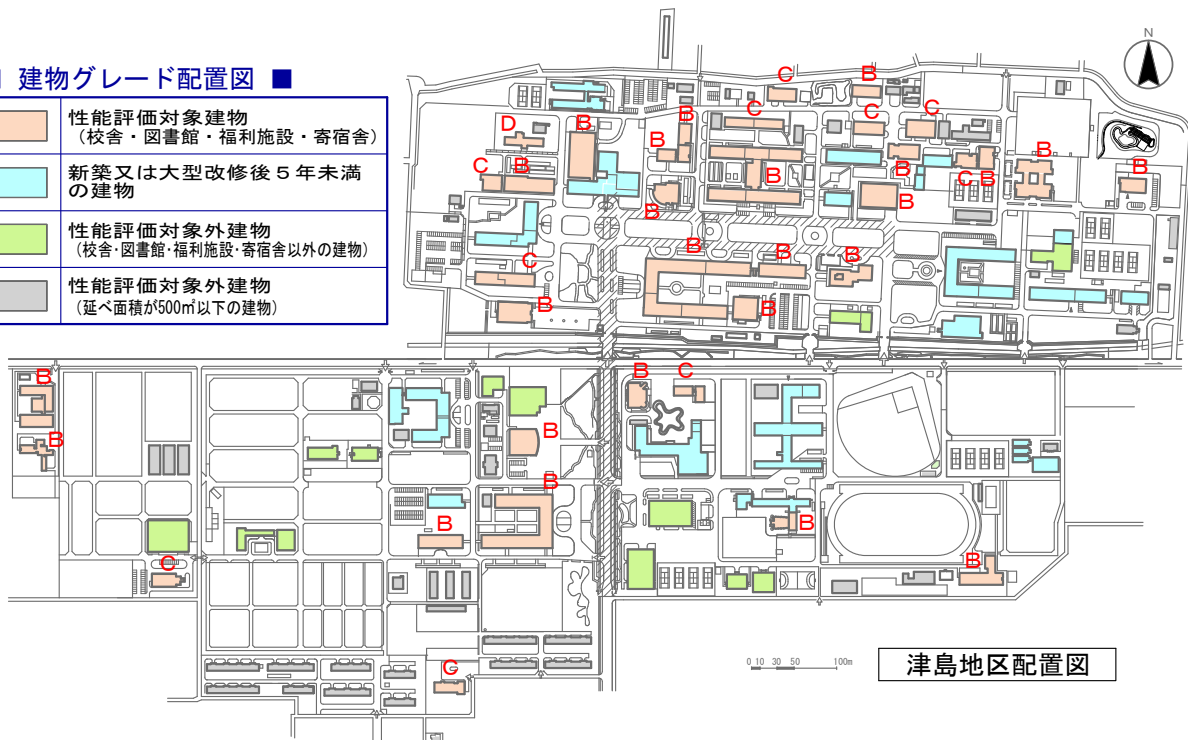 建物グレード配置図 ■
性能評価対象建物
（校舎・図書館・福利施設・寄宿舎）
新築又は大型改修後５年未満
の建物
性能評価対象外建物
（校舎・図書館・福利施設・寄宿舎以外の建物）
性能評価対象外建物
（延べ面積が500㎡以下の建物）
N
C
B
C
B
C
C
D
B
B
B
C
B
B
B
C
B
B
B
B
B
B
B
C
B
B
B
B
C
B
B
B
B
B
B
C
B
C
0 10 30 50 100m
津島地区配置図